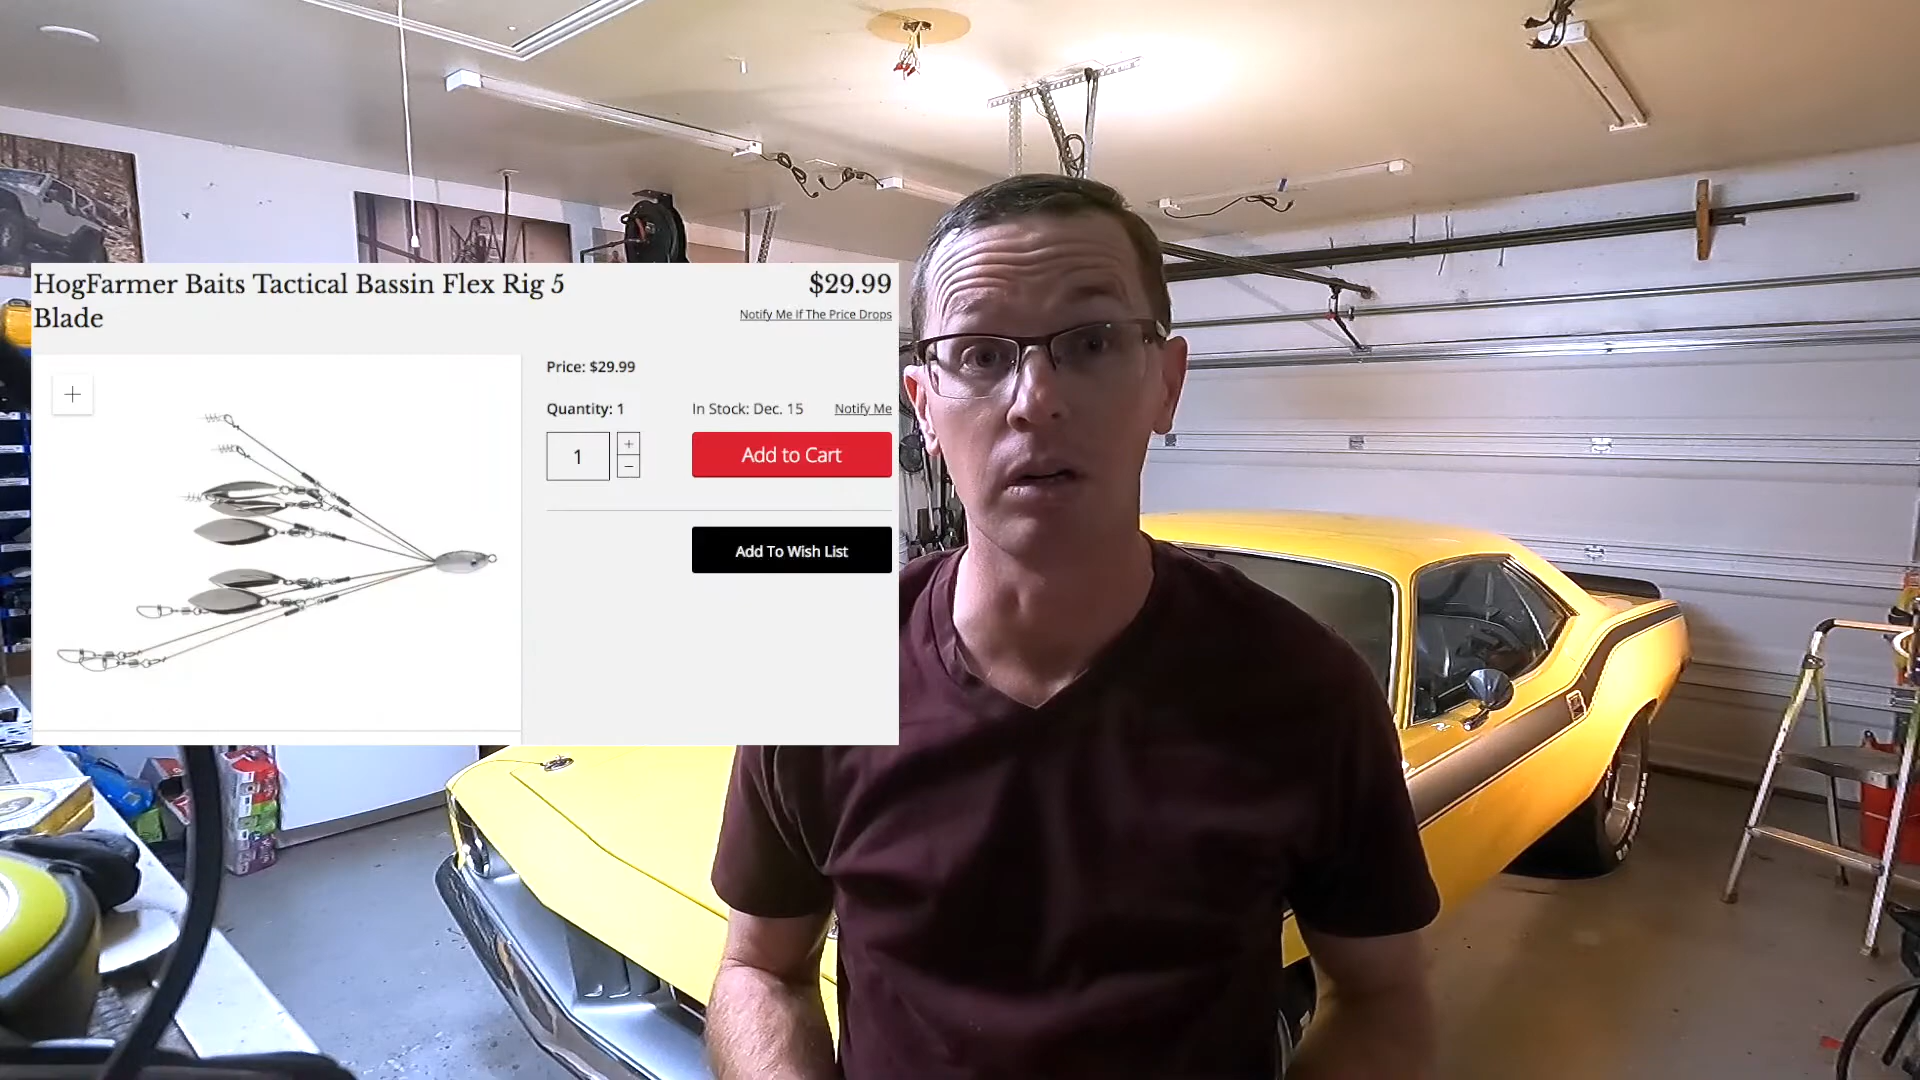 HogFarmer Baits Tactical Bassin Flex Rig 5
Blade
$29.99
Notify Me If The Price Drops
Price: $29.99
Quantity: 1
In Stock: Dec. 15
Notify Me
1
Add to Cart
Add To Wish List